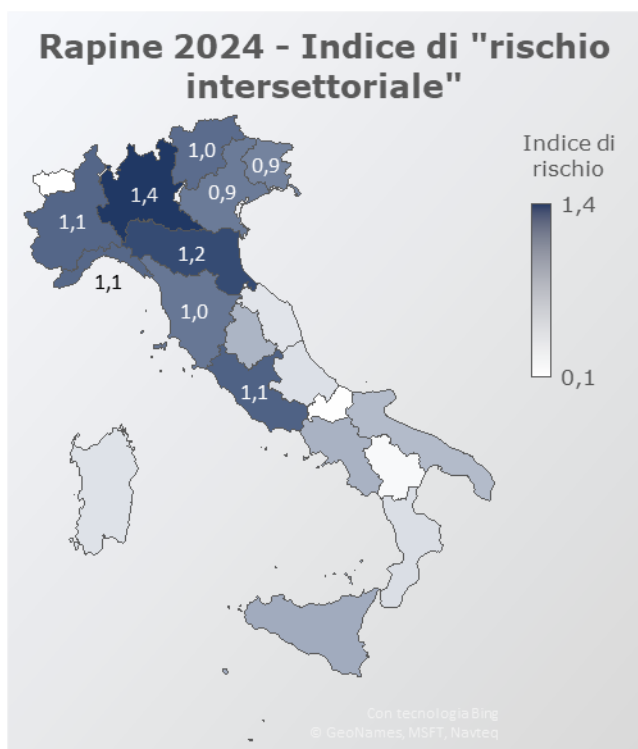 Rapine 2024 - Indice di "rischio
intersettoriale"
Indice di
rischio
1,4
0,1
1,0
0,9
0,9
1,4
1,1
1,2
1,1
1,0
1,1
Con tecnologia Bing
© GeoNames, MSFT, Navteq